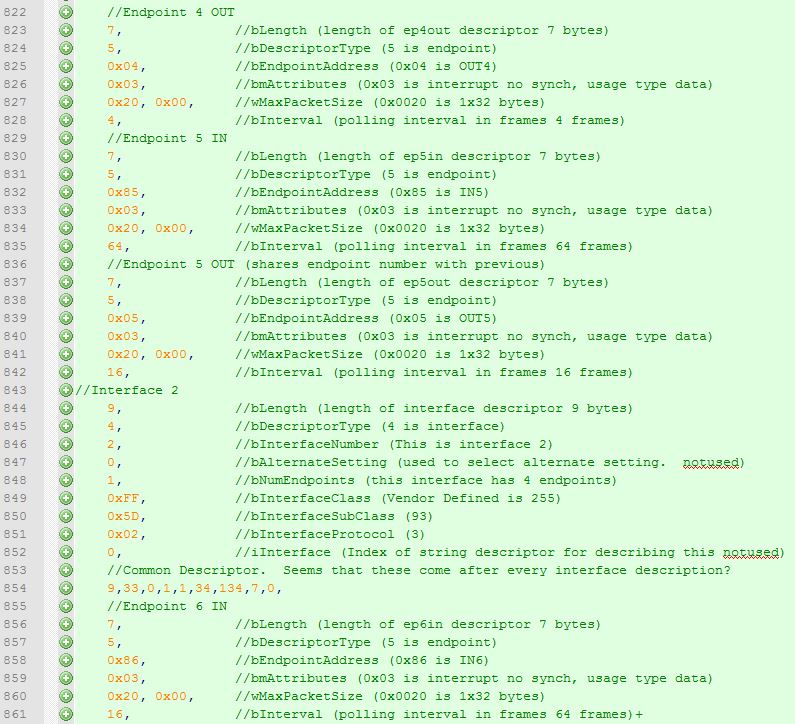 822 //Endpoint 4 OUT
823 7, //bLength (length of ep4out descriptor 7 bytes)
824 5, //bDescriptorType (5 is endpoint)
825 0x04, //bEndpointAddress (0x04 is OUT4)
826 0x03, //bmAttributes (0x03 is interrupt no synch, usage type data)
827 0x20, 0x00, //wMaxPacketSize (0x0020 is 1x32 bytes)
828 4, //bInterval (polling interval in frames 4 frames)
829 //Endpoint 5 IN
830 7, //bLength (length of ep5in descriptor 7 bytes)
831 5, //bDescriptorType (5 is endpoint)
832 0x85, //bEndpointAddress (0x85 is IN5)
833 0x03, //bmAttributes (0x03 is interrupt no synch, usage type data)
834 0x20, 0x00, //wMaxPacketSize (0x0020 is 1x32 bytes)
835 64, //bInterval (polling interval in frames 64 frames)
836 //Endpoint 5 OUT (shares endpoint number with previous)
837 7, //bLength (length of ep5out descriptor 7 bytes)
838 5, //bDescriptorType (5 is endpoint)
839 0x05, //bEndpointAddress (0x05 is OUT5)
840 0x03, //bmAttributes (0x03 is interrupt no synch, usage type data)
841 0x20, 0x00, //wMaxPacketSize (0x0020 is 1x32 bytes)
842 16, //bInterval (polling interval in frames 16 frames)
843 //Interface 2
844 9, //bLength (length of interface descriptor 9 bytes)
845 4, //bDescriptorType (4 is interface)
846 2, //bInterfaceNumber (This is interface 2)
847 0, //bAlternateSetting (used to select alternate setting.  notused)
848 1, //bNumEndpoints (this interface has 4 endpoints)
849 0xFF, //bInterfaceClass (Vendor Defined is 255)
850 0x5D, //bInterfaceSubClass (93)
851 0x02, //bInterfaceProtocol (3)
852 0, //iInterface (Index of string descriptor for describing this notused)
853 //Common Descriptor.  Seems that these come after every interface description?
854 9,33,0,1,1,34,134,7,0,
855 //Endpoint 6 IN
856 7, //bLength (length of ep6in descriptor 7 bytes)
857 5, //bDescriptorType (5 is endpoint)
858 0x86, //bEndpointAddress (0x86 is IN6)
859 0x03, //bmAttributes (0x03 is interrupt no synch, usage type data)
860 0x20, 0x00, //wMaxPacketSize (0x0020 is 1x32 bytes)
861 16, //bInterval (polling interval in frames 64 frames)+